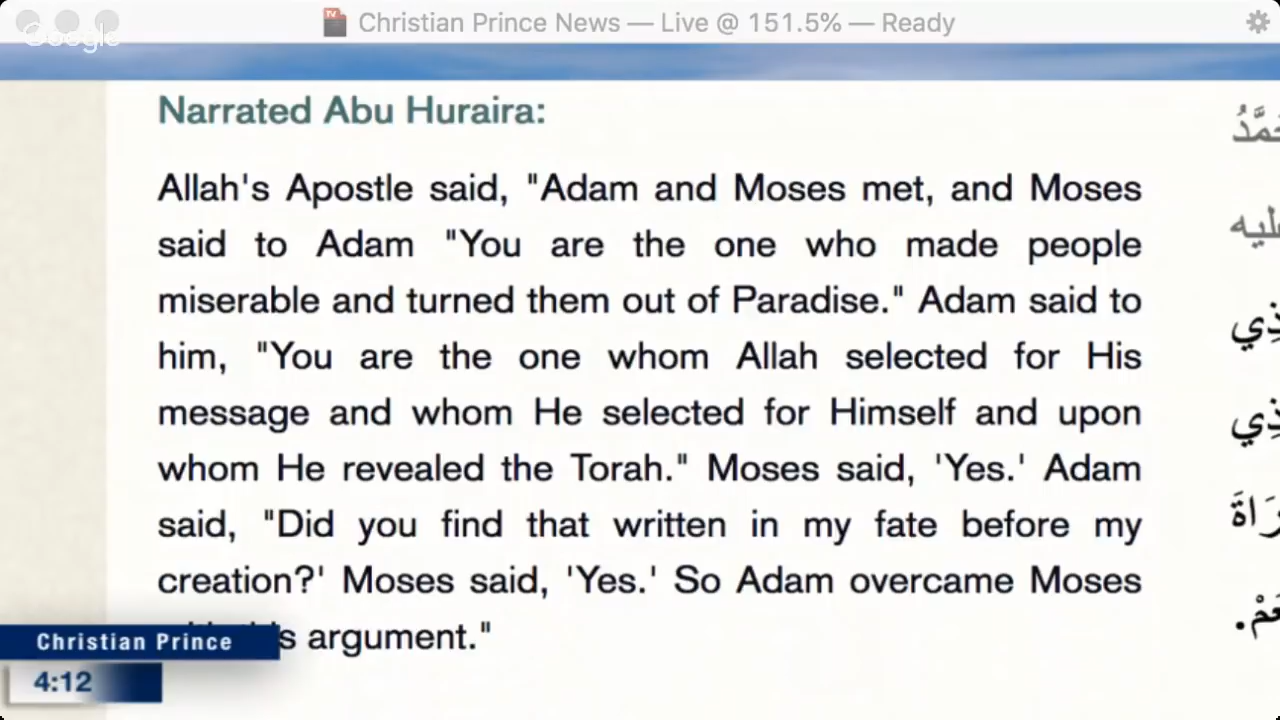 Christian Prince News — Live @ 151.5% — Ready
Google
Narrated Abu Huraira:
Allah's Apostle said, "Adam and Moses met, and Moses
said to Adam "You are the one who made people
miserable and turned them out of Paradise." Adam said to
him, "You are the one whom Allah selected for His
message and whom He selected for Himself and upon
whom He revealed the Torah." Moses said, 'Yes.' Adam
said, "Did you find that written in my fate before my
creation?' Moses said, 'Yes.' So Adam overcame Moses
argument."
Christian Prince
4:12